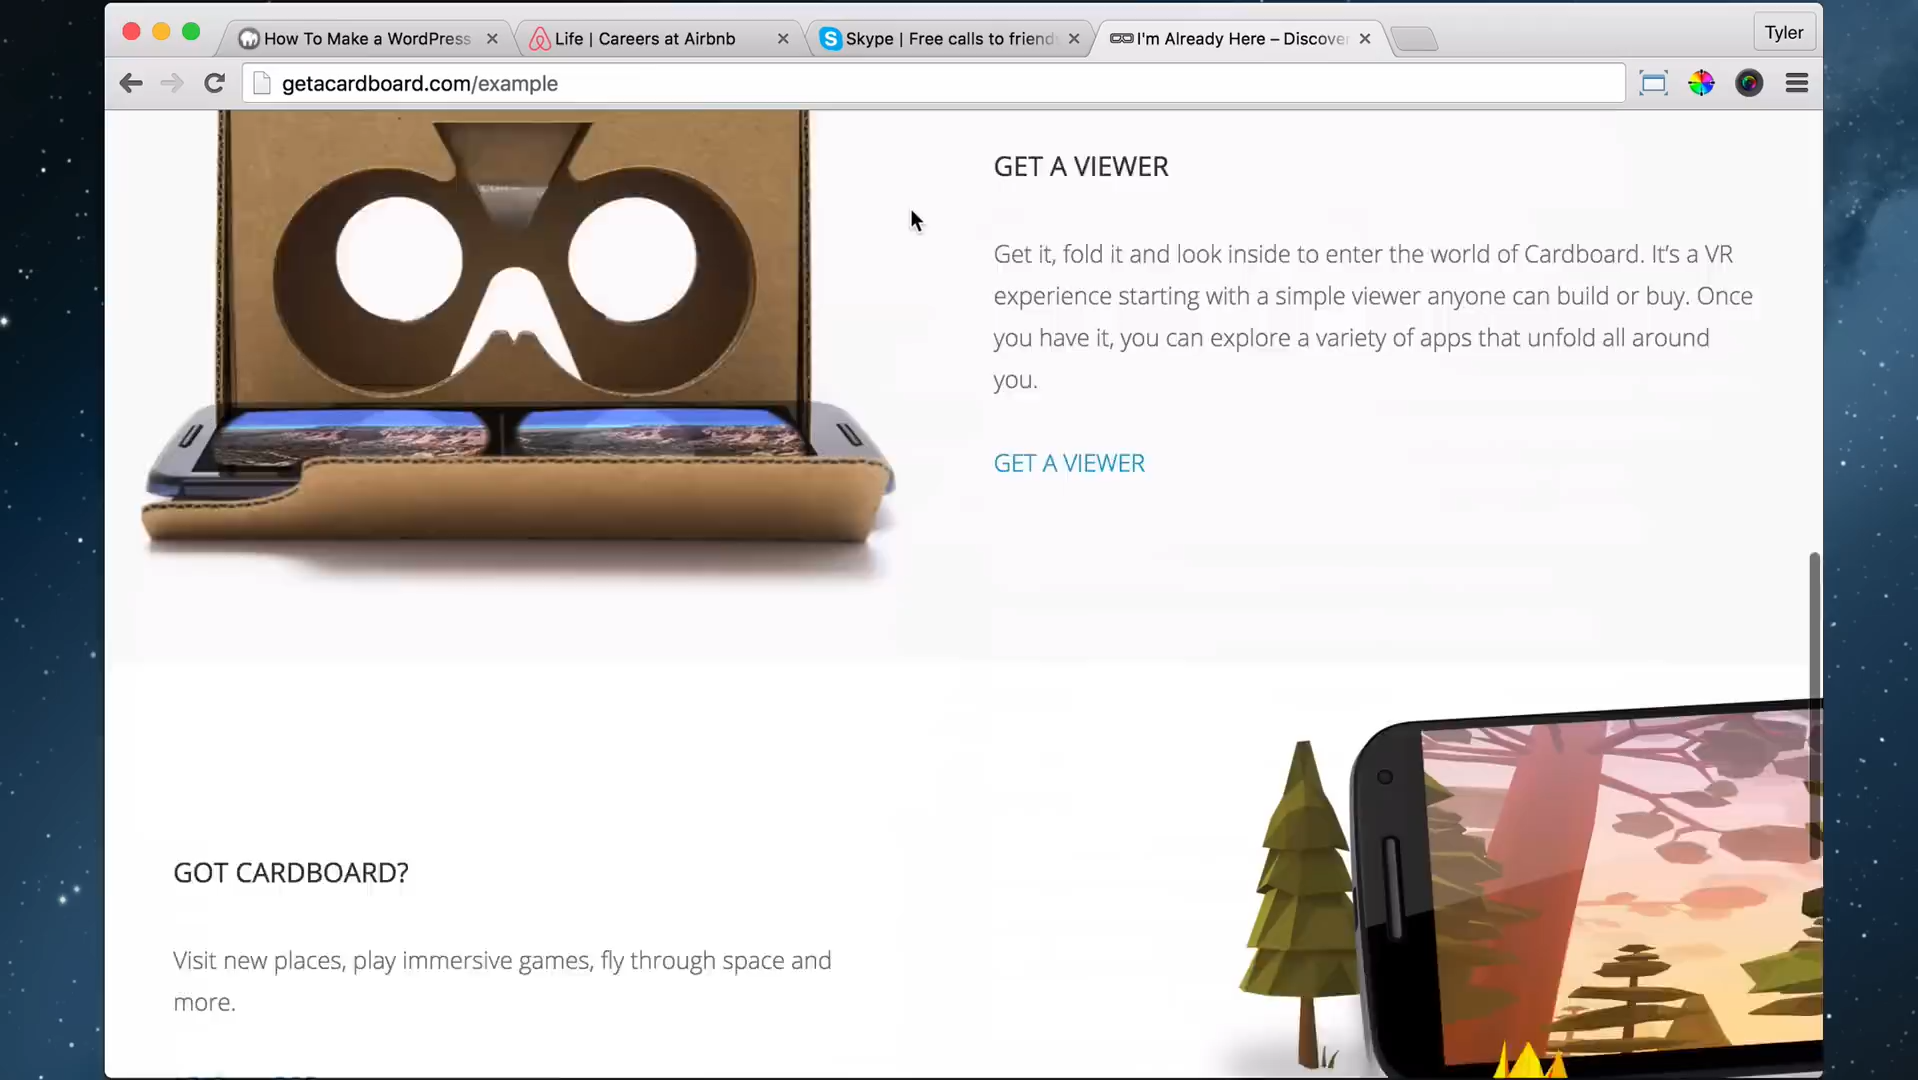 How To Make a WordPress
Life | Careers at Airbnb
Skype | Free calls to friend
I'm Already Here – Discover
Tyler
getacardboard.com/example
GET A VIEWER
Get it, fold it and look inside to enter the world of Cardboard. It’s a VR
experience starting with a simple viewer anyone can build or buy. Once
you have it, you can explore a variety of apps that unfold all around
you.
GET A VIEWER
GOT CARDBOARD?
Visit new places, play immersive games, fly through space and
more.